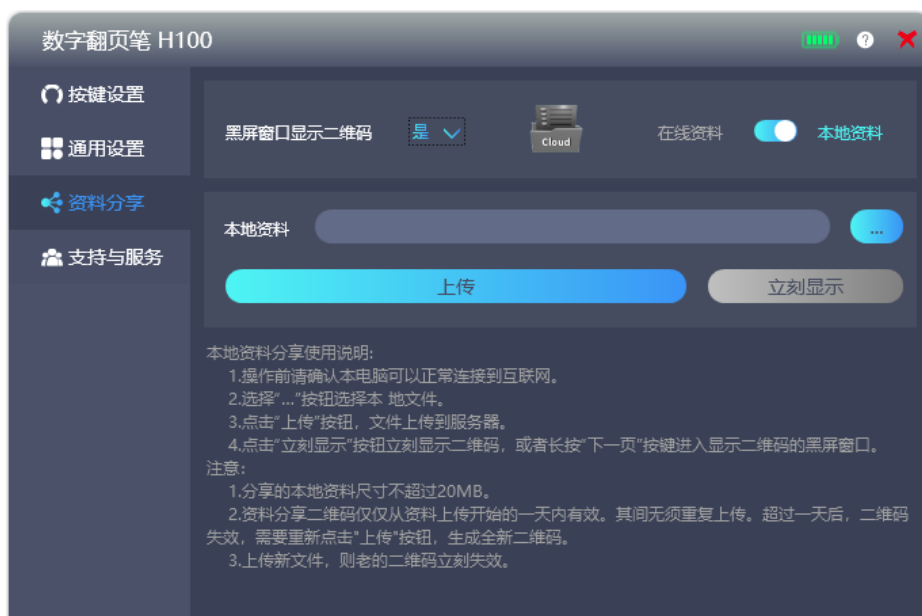 数字翻页笔 H100
按键设置
通用设置
资料分享
支持与服务
黑屏窗口显示二维码 是 Cloud 在线资料 本地资料
本地资料 ...
上传 立刻显示
本地资料分享使用说明:
1.操作前请确认本电脑可以正常连接到互联网。
2.选择“...”按钮选择本 地文件。
3.点击“上传”按钮，文件上传到服务器。
4.点击“立刻显示”按钮立刻显示二维码，或者长按“下一页”按键进入显示二维码的黑屏窗口。
注意:
1.分享的本地资料尺寸不超过20MB。
2.资料分享二维码仅仅从资料上传开始的一天内有效。其间无须重复上传。超过一天后，二维码
失效，需要重新点击"上传"按钮，生成全新二维码。
3.上传新文件，则老的二维码立刻失效。